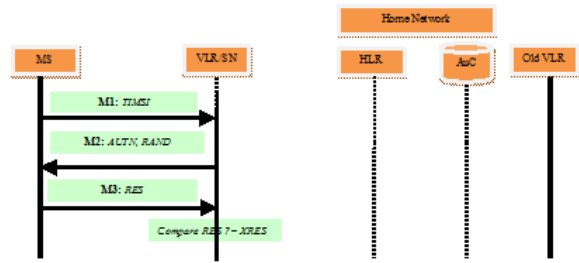 Home Network
MS
VLR/SN
HLR
AuC
Old VLR
M1: TIMSI
M2: AUTN, RAND
M3: RES
Compare RES ? = XRES